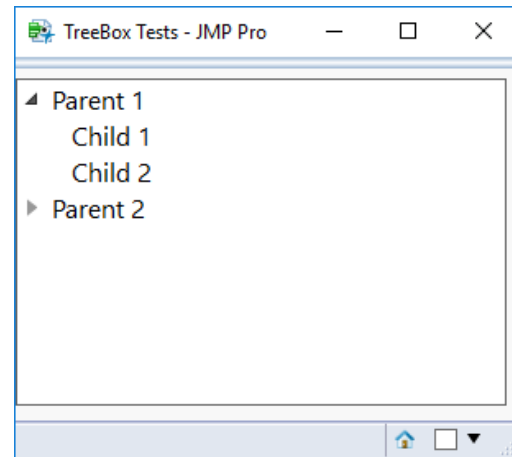 TreeBox Tests - JMP Pro
Parent 1
Child 1
Child 2
Parent 2